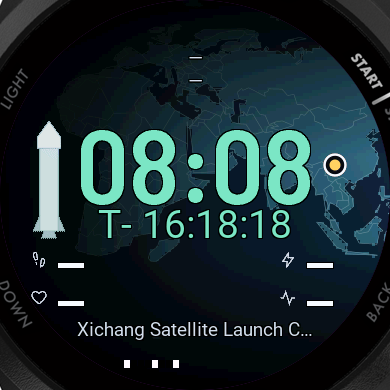 LIGHT
START
08:08
T- 16:18:18
DOWN
BACK
Xichang Satellite Launch C...